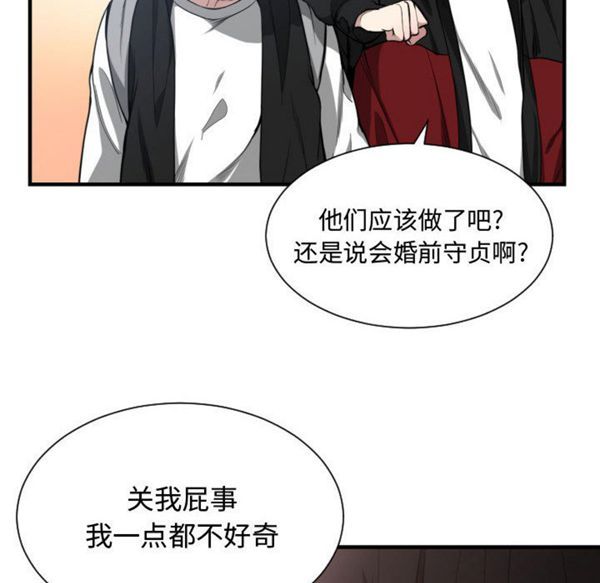 他们应该做了吧?
还是说会婚前守贞啊?
关我屁事
我一点都不好奇